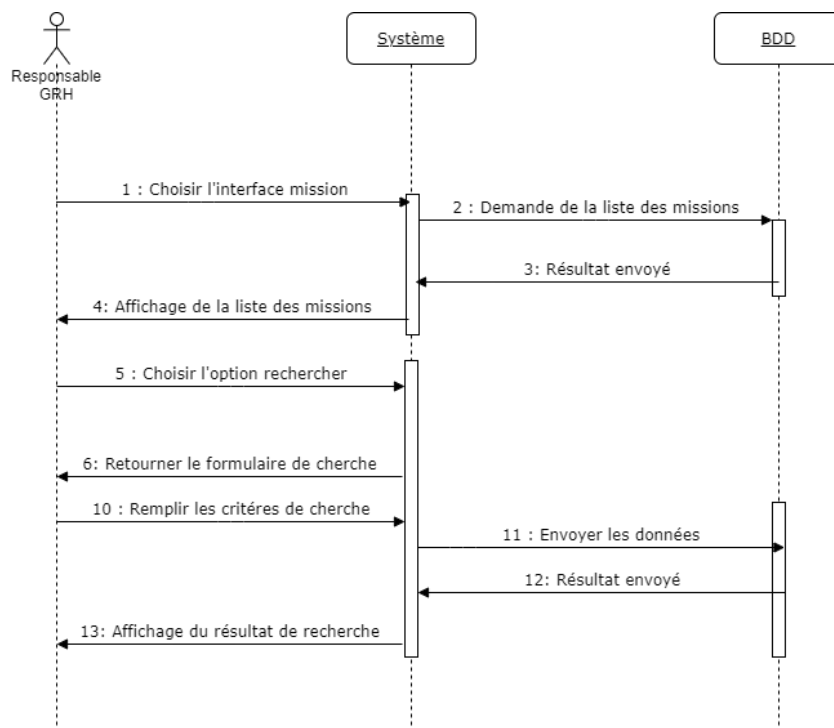 Système
BDD
Responsable
GRH
1 : Choisir l'interface mission
2 : Demande de la liste des missions
3: Résultat envoyé
4: Affichage de la liste des missions
5 : Choisir l'option rechercher
6: Retourner le formulaire de cherche
10 : Remplir les critéres de cherche
11 : Envoyer les données
12: Résultat envoyé
13: Affichage du résultat de recherche